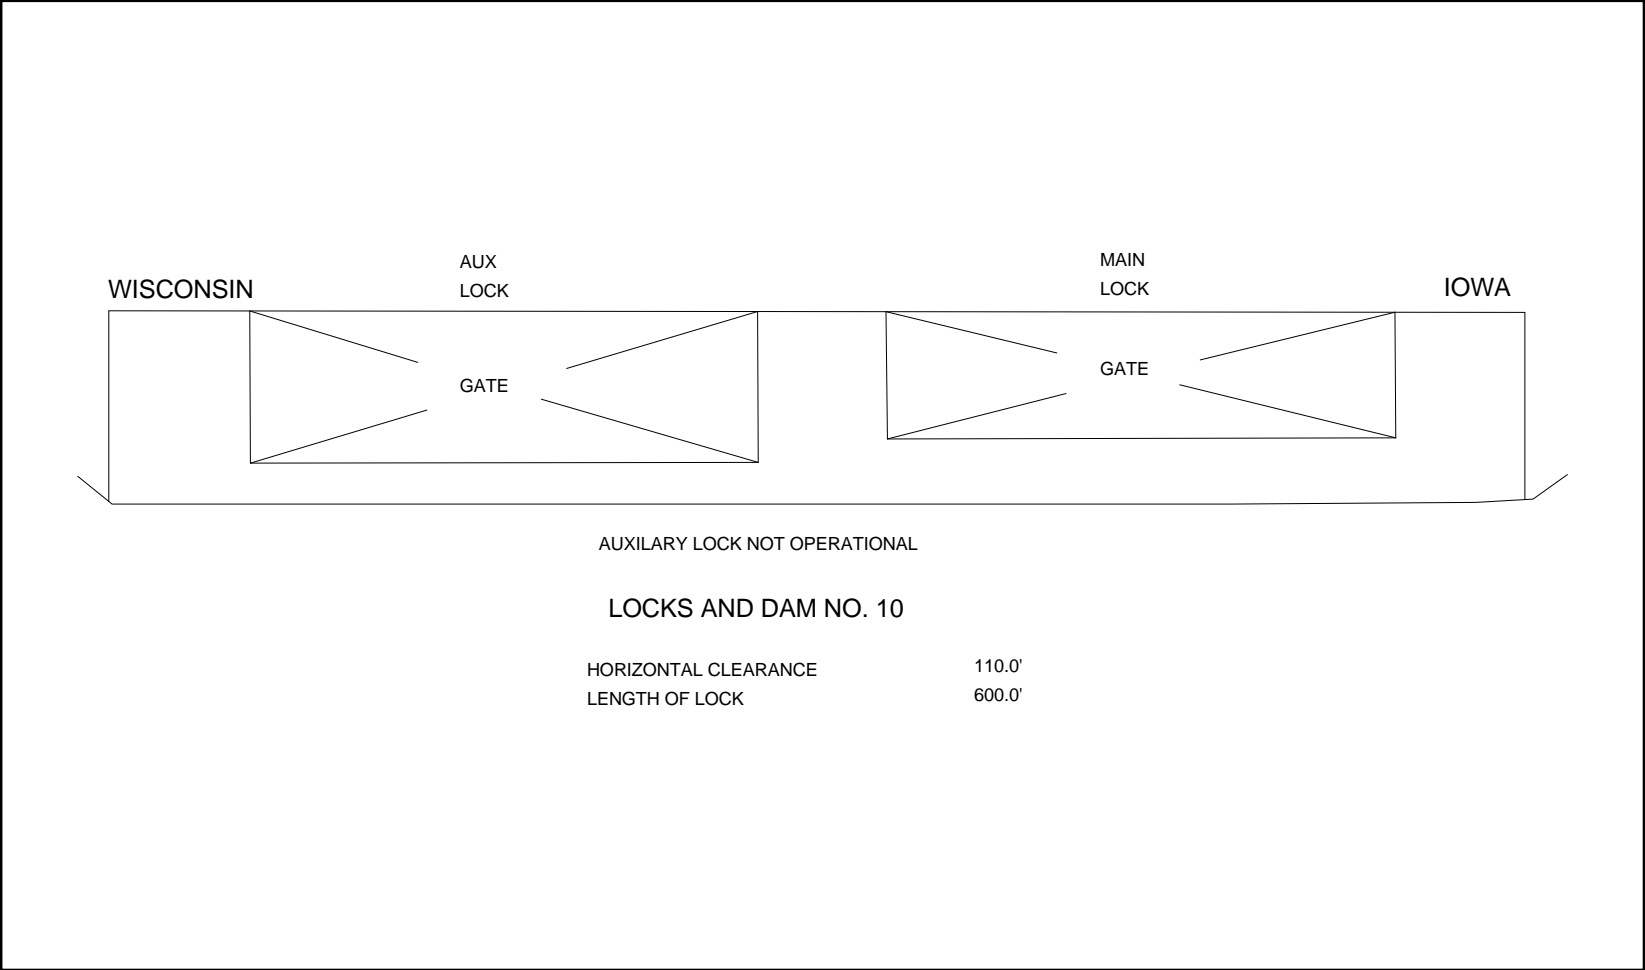 AUX
LOCK
MAIN
LOCK
WISCONSIN
IOWA
GATE
GATE
AUXILARY LOCK NOT OPERATIONAL
LOCKS AND DAM NO. 10
HORIZONTAL CLEARANCE 110.0'
LENGTH OF LOCK 600.0'